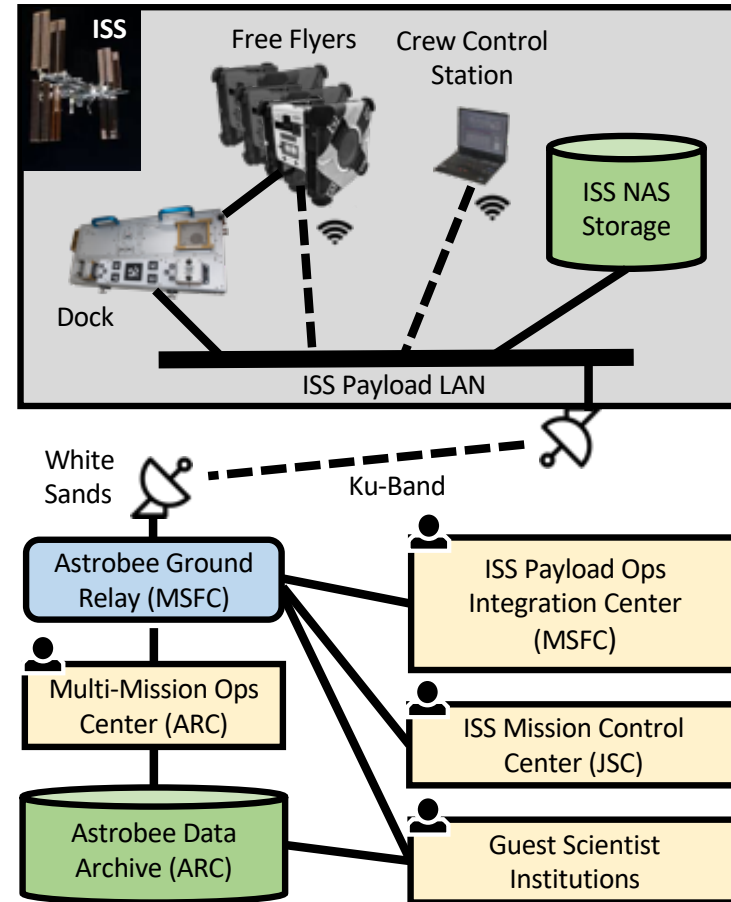 ISS
Free Flyers
Crew Control
Station
ISS NAS
Storage
Dock
ISS Payload LAN
White
Sands
Ku-Band
Astrobee Ground
Relay (MSFC)
ISS Payload Ops
Integration Center
(MSFC)
Multi-Mission Ops
Center (ARC)
ISS Mission Control
Center (JSC)
Astrobee Data
Archive (ARC)
Guest Scientist
Institutions